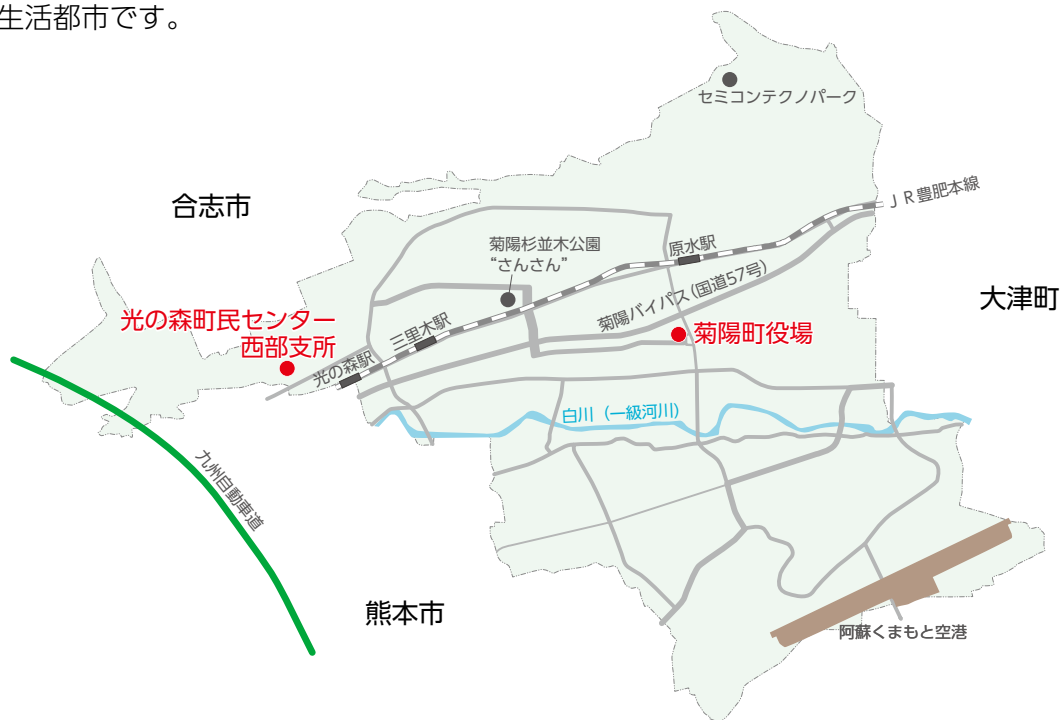 生活都市です。
セミコンテクノパーク
JR豊肥本線
合志市
菊陽杉並木公園
“さんさん”
原水駅
大津町
菊陽バイパス(国道57号)
光の森町民センター
西部支所
三里木駅
菊陽町役場
光の森駅
白川（一級河川）
九州自動車道
熊本市
阿蘇くまもと空港